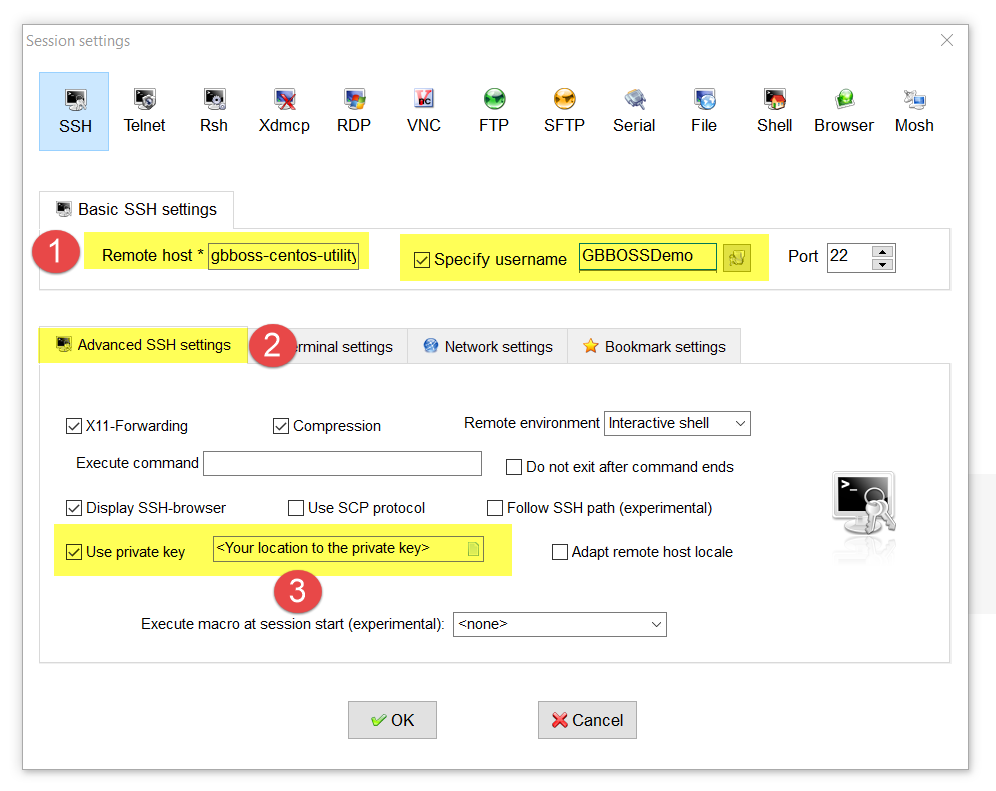 Session settings
SSH Telnet Rsh Xdmcp RDP VNC FTP SFTP Serial File Shell Browser Mosh
Basic SSH settings
1 Remote host * gbboss-centos-utility Specify username GBBOSSDemo Port 22
Advanced SSH settings 2 erminal settings Network settings Bookmark settings
X11-Forwarding Compression Remote environment Interactive shell
Execute command Do not exit after command ends
Display SSH-browser Use SCP protocol Follow SSH path (experimental)
Use private key <Your location to the private key> Adapt remote host locale
3
Execute macro at session start (experimental): <none>
OK Cancel